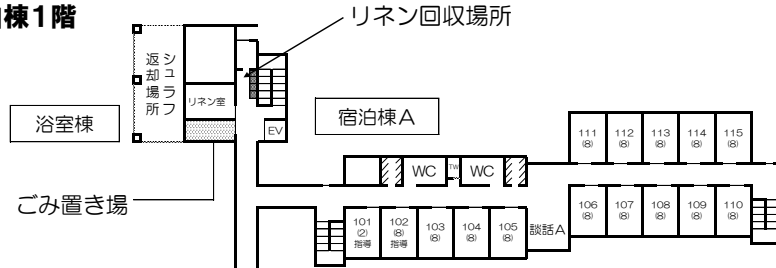 棟1階
リネン回収場所
シュラフ
返却場所
リネン室
浴室棟
EV
宿泊棟A
ごみ置き場
WC
TW
WC
111
(8)
112
(8)
113
(8)
114
(8)
115
(8)
101
(2)
指導
102
(8)
指導
103
(8)
104
(8)
105
(8)
談話A
106
(8)
107
(8)
108
(8)
109
(8)
110
(8)